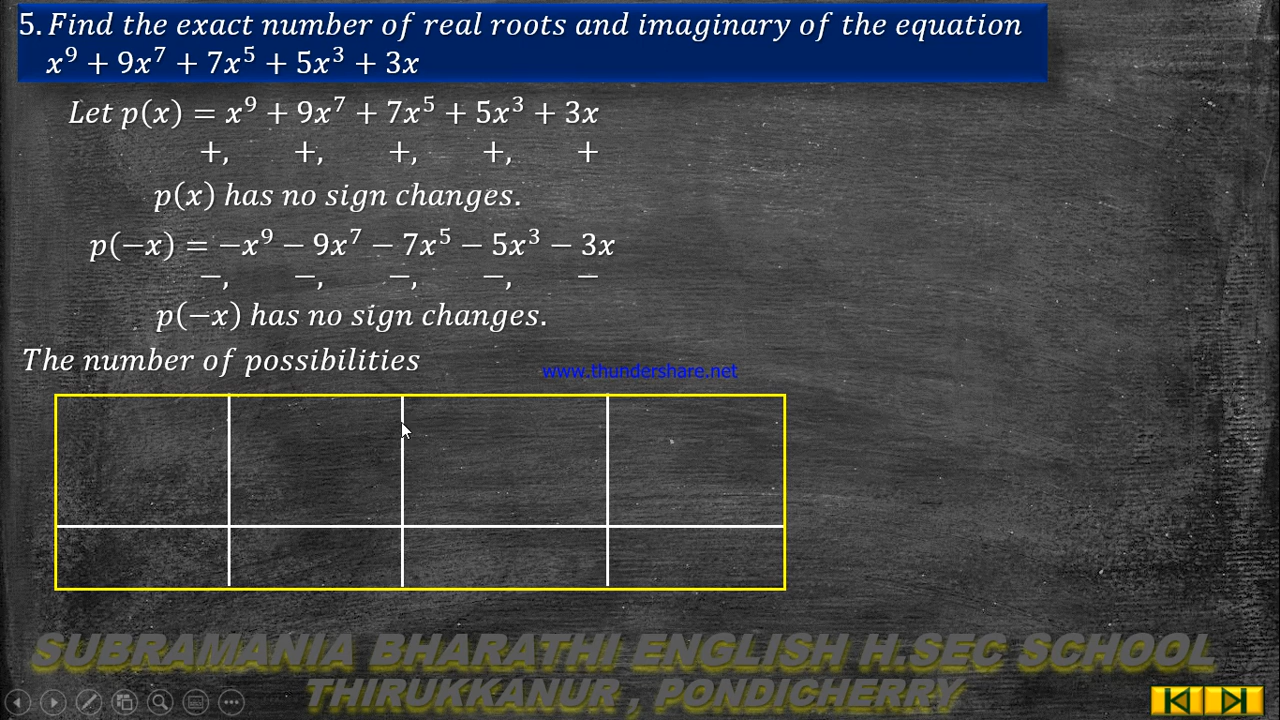 5. Find the exact number of real roots and imaginary of the equation
x⁹ + 9x⁷ + 7x⁵ + 5x³ + 3x
Let p(x) = x⁹ + 9x⁷ + 7x⁵ + 5x³ + 3x
+, +, +, +, +
p(x) has no sign changes.
p(−x) = −x⁹ − 9x⁷ − 7x⁵ − 5x³ − 3x
−, −, −, −, −
p(−x) has no sign changes.
The number of possibilities
www.thundershare.net
SUBRAMANIA BHARATHI ENGLISH H.SEC SCHOOL
THIRUKKANUR , PONDICHERRY